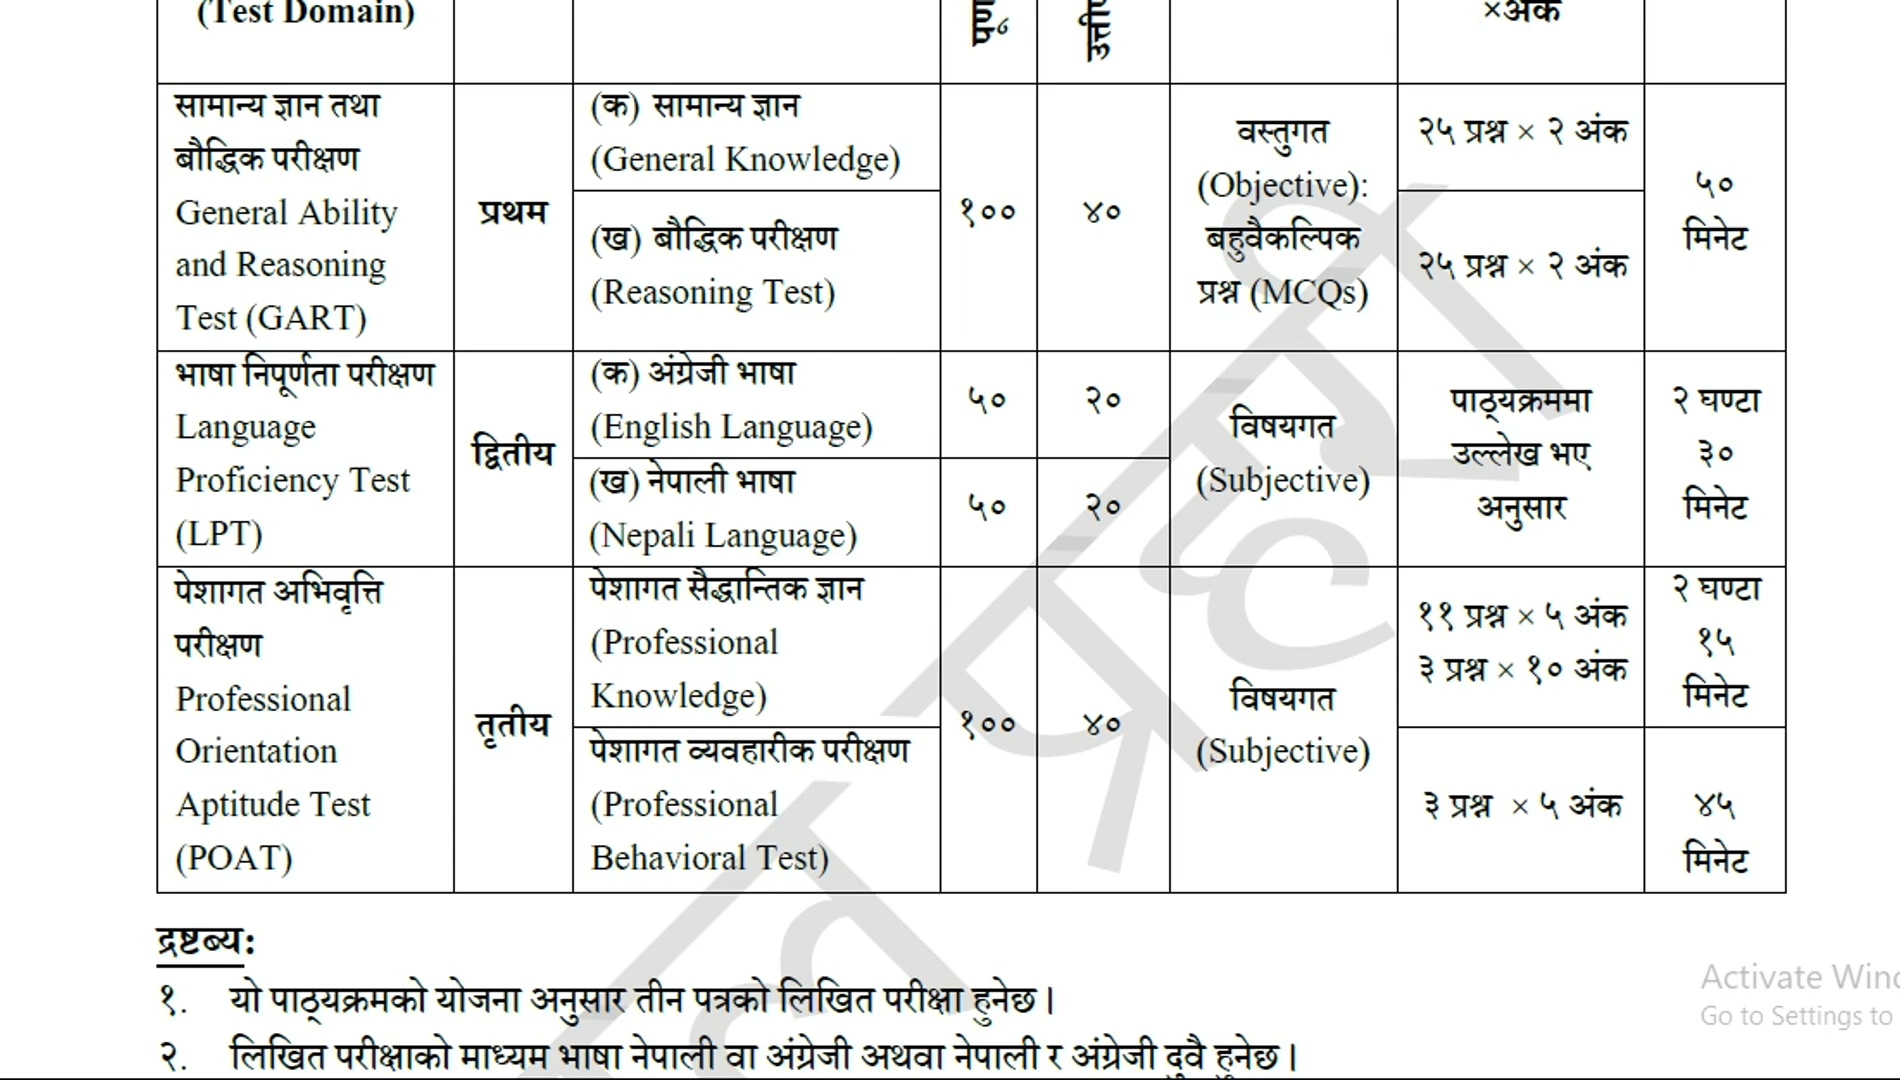 (Test Domain)
×अंक
सामान्य ज्ञान तथा
बौद्धिक परीक्षण
General Ability
and Reasoning
Test (GART)
प्रथम
(क) सामान्य ज्ञान
(General Knowledge)
(ख) बौद्धिक परीक्षण
(Reasoning Test)
१००
४०
वस्तुगत
(Objective):
बहुवैकल्पिक
प्रश्न (MCQs)
२५ प्रश्न × २ अंक
२५ प्रश्न × २ अंक
५०
मिनेट
भाषा निपूर्णता परीक्षण
Language
Proficiency Test
(LPT)
द्वितीय
(क) अंग्रेजी भाषा
(English Language)
५०
२०
(ख) नेपाली भाषा
(Nepali Language)
५०
२०
विषयगत
(Subjective)
पाठ्यक्रममा
उल्लेख भए
अनुसार
२ घण्टा
३०
मिनेट
पेशागत अभिवृत्ति
परीक्षण
Professional
Orientation
Aptitude Test
(POAT)
तृतीय
पेशागत सैद्धान्तिक ज्ञान
(Professional
Knowledge)
पेशागत व्यवहारीक परीक्षण
(Professional
Behavioral Test)
१००
४०
विषयगत
(Subjective)
११ प्रश्न × ५ अंक
३ प्रश्न × १० अंक
२ घण्टा
१५
मिनेट
३ प्रश्न × ५ अंक
४५
मिनेट
द्रष्टब्य:
१. यो पाठ्यक्रमको योजना अनुसार तीन पत्रको लिखित परीक्षा हुनेछ।
२. लिखित परीक्षाको माध्यम भाषा नेपाली वा अंग्रेजी अथवा नेपाली र अंग्रेजी दुवै हुनेछ।
Activate
Go to Settings to